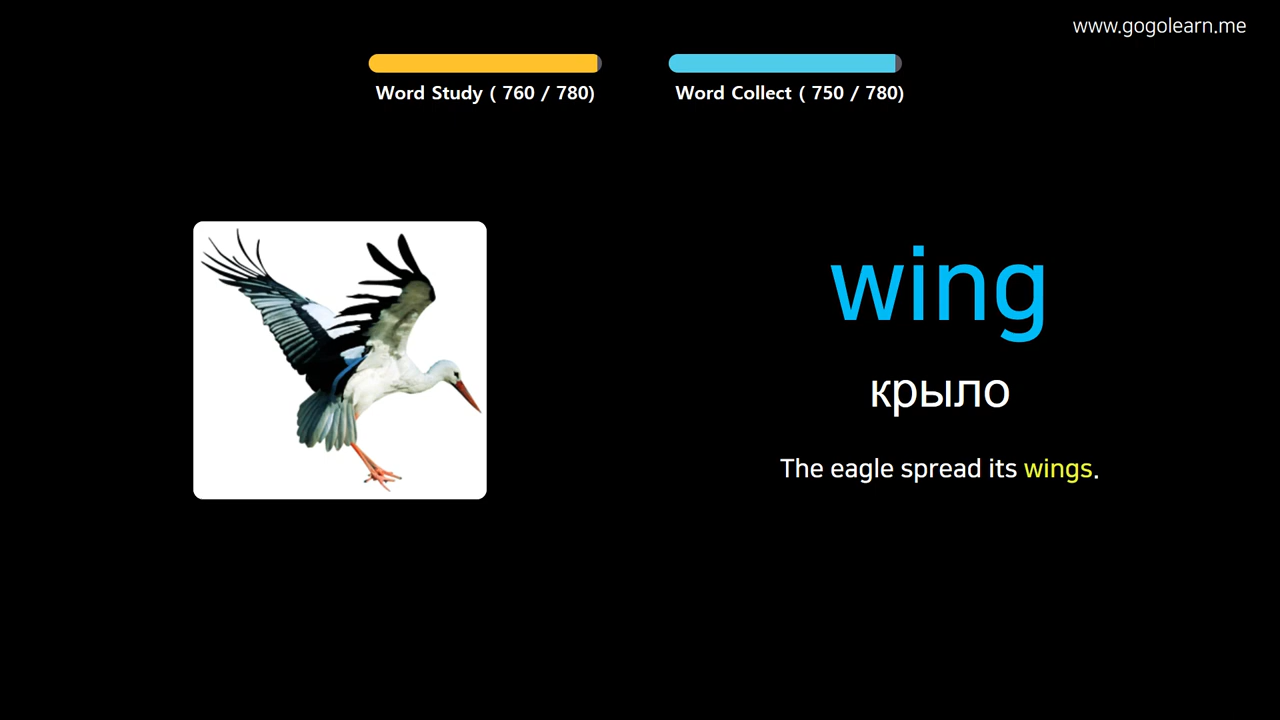 www.gogolearn.me
Word Study ( 760 / 780)
Word Collect ( 750 / 780)
wing
крыло
The eagle spread its wings.